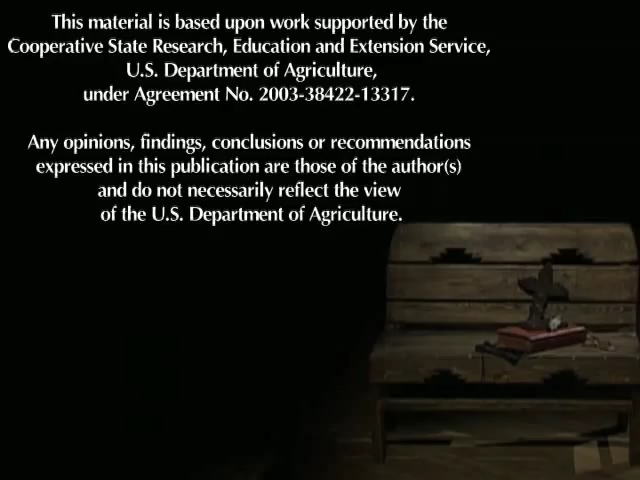 This material is based upon work supported by the
Cooperative State Research, Education and Extension Service,
U.S. Department of Agriculture,
under Agreement No. 2003-38422-13317.
Any opinions, findings, conclusions or recommendations
expressed in this publication are those of the author(s)
and do not necessarily reflect the view
of the U.S. Department of Agriculture.